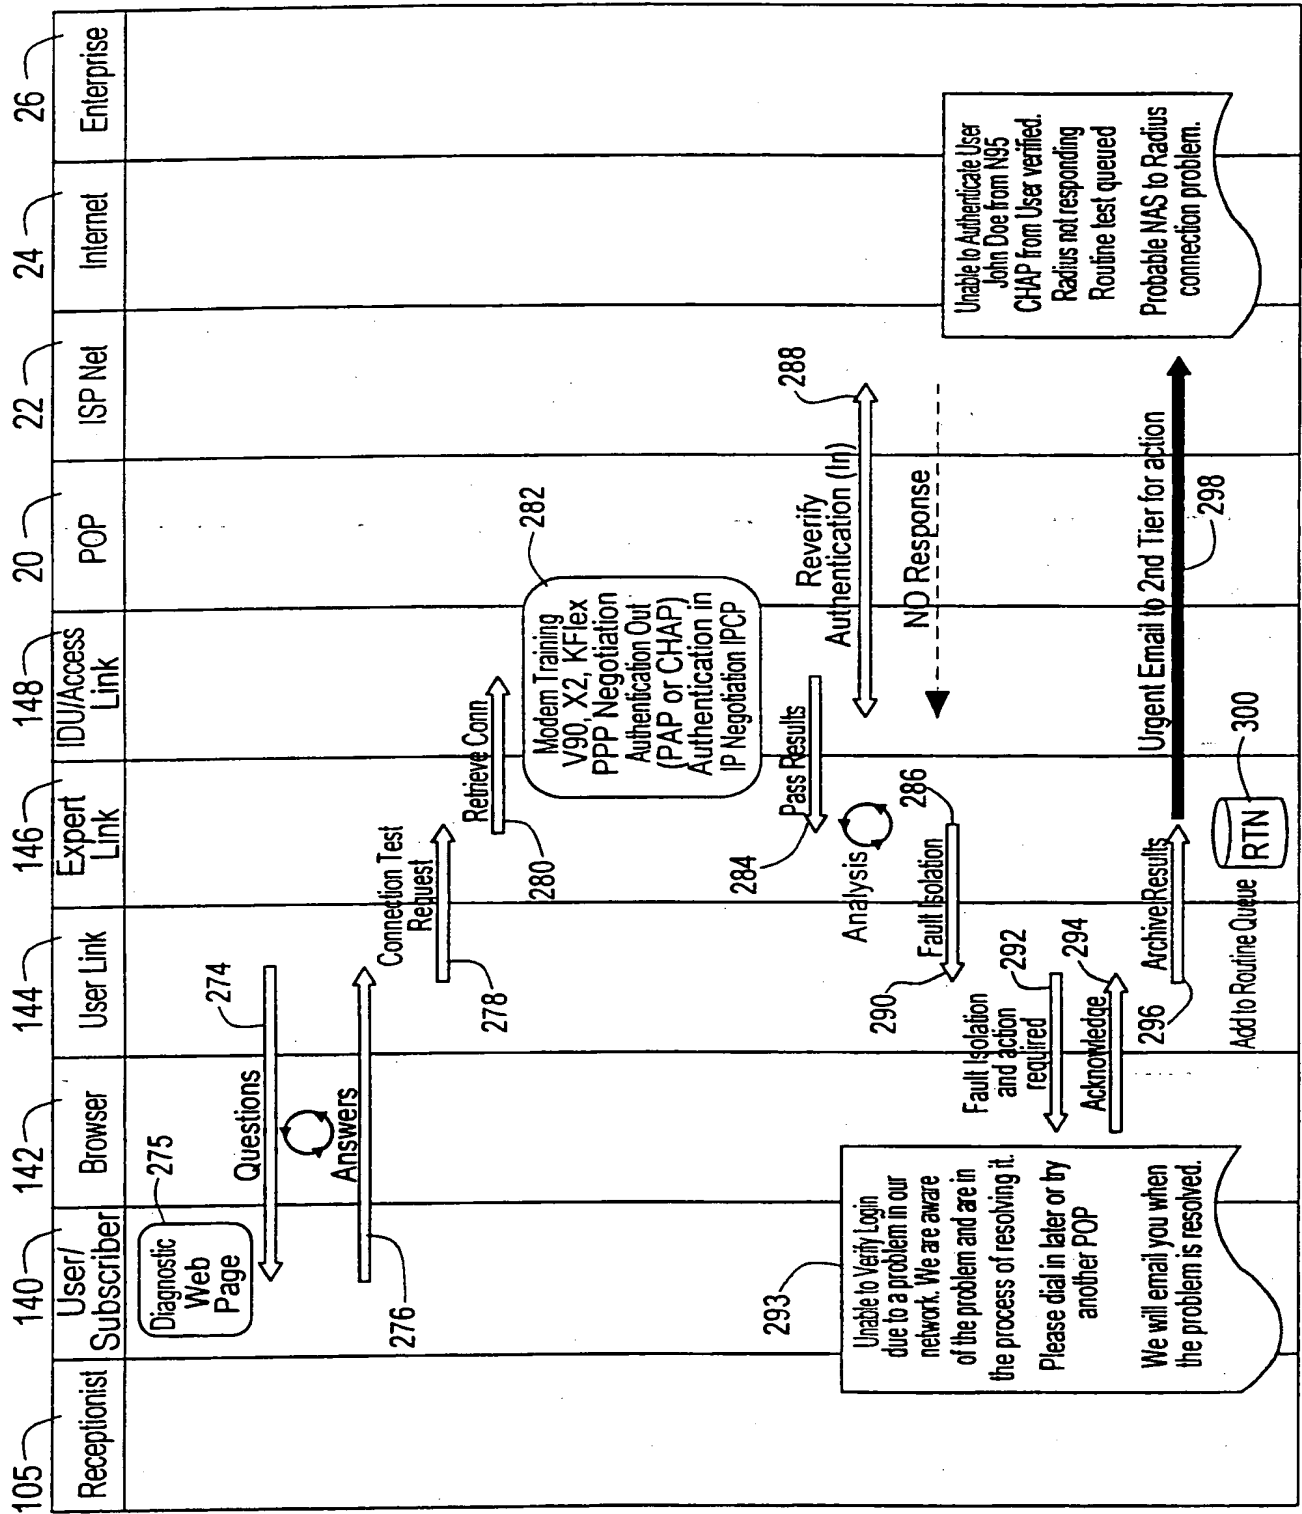 105
140
142
144
146
148
20
22
24
26
Receptionist
User/
Subscriber
Browser
User Link
Expert
Link
IDU/Access
Link
POP
ISP Net
Internet
Enterprise
Diagnostic
Web
Page
275
Questions
274
Answers
276
Connection Test
Request
278
Retrieve Conn
280
Modem Training
V90, X2, KFlex
PPP Negotiation
Authentication Out
(PAP or CHAP)
Authentication in
IP Negotiation IPCP
282
Pass Results
284
Analysis
Reverify
Authentication (In)
288
NO Response
Fault Isolation
286
290
Fault Isolation
and action
required
292
Acknowledge
294
293
Unable to Verify Login
due to a problem in our
network. We are aware
of the problem and are in
the process of resolving it.
Please dial in later or try
another POP
We will email you when
the problem is resolved.
Archive Results
296
Urgent Email to 2nd Tier for action
298
Unable to Authenticate User
John Doe from N95
CHAP from User verified.
Radius not responding
Routine test queued
Probable NAS to Radius
connection problem.
Add to Routine Queue
RTN
300